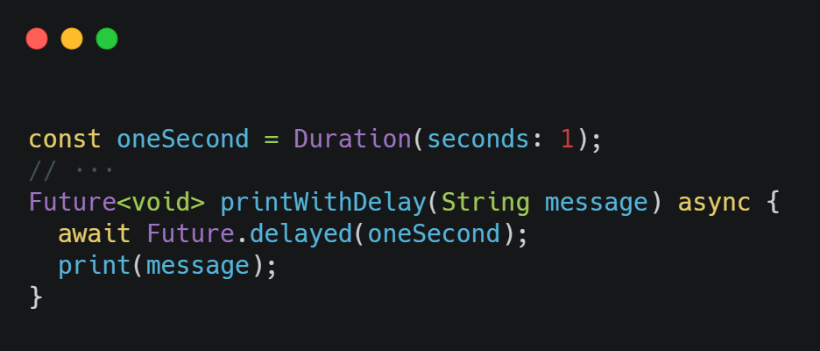 const oneSecond = Duration(seconds: 1);
// ···
Future<void> printWithDelay(String message) async {
  await Future.delayed(oneSecond);
  print(message);
}